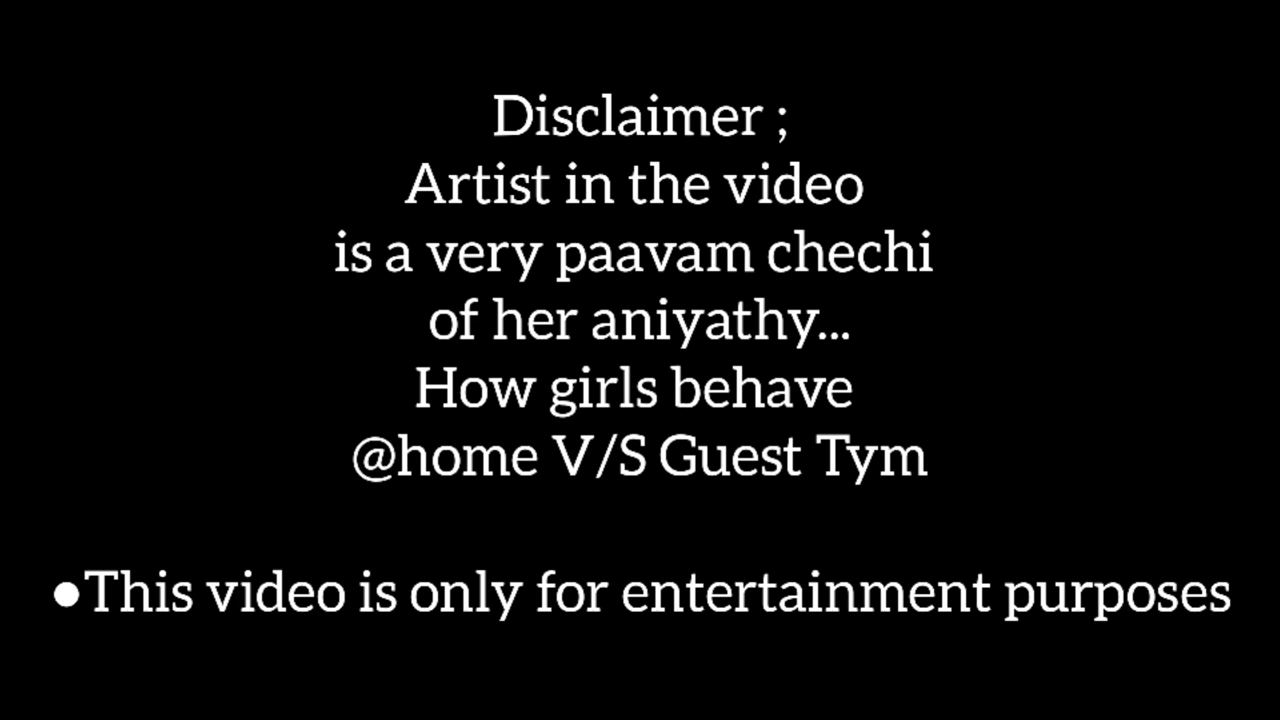 Disclaimer ;
Artist in the video
is a very paavam chechi
of her aniyathy...
How girls behave
@home V/S Guest Tym
●This video is only for entertainment purposes